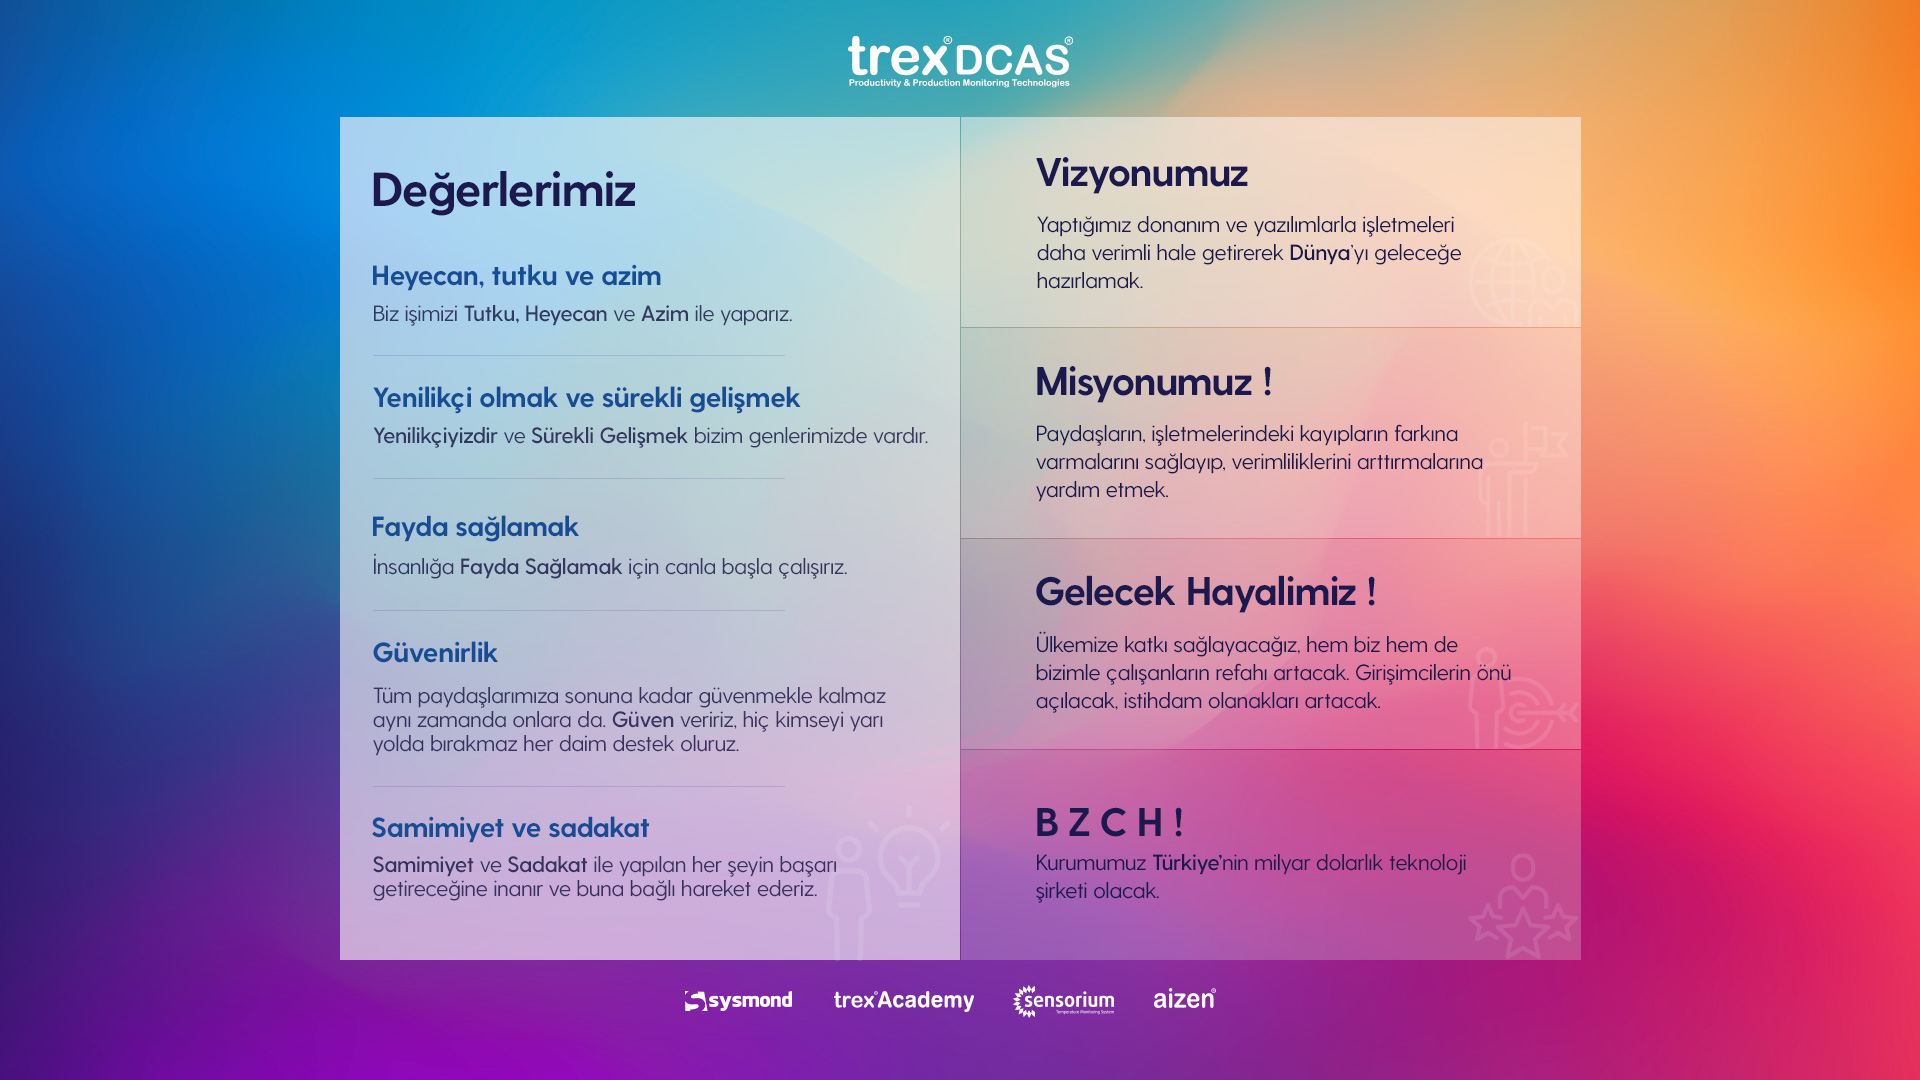 trex® DCAS®
Productivity & Production Monitoring Technologies
Değerlerimiz
Heyecan, tutku ve azim
Biz işimizi Tutku, Heyecan ve Azim ile yaparız.
Yenilikçi olmak ve sürekli gelişmek
Yenilikçiyizdir ve Sürekli Gelişmek bizim genlerimizde vardır.
Fayda sağlamak
İnsanlığa Fayda Sağlamak için canla başla çalışırız.
Güvenirlik
Tüm paydaşlarımıza sonuna kadar güvenmekle kalmaz
aynı zamanda onlara da. Güven veririz, hiç kimseyi yarı
yolda bırakmaz her daim destek oluruz.
Samimiyet ve sadakat
Samimiyet ve Sadakat ile yapılan her şeyin başarı
getireceğine inanır ve buna bağlı hareket ederiz.
Vizyonumuz
Yaptığımız donanım ve yazılımlarla işletmeleri
daha verimli hale getirerek Dünya'yı geleceğe
hazırlamak.
Misyonumuz !
Paydaşların, işletmelerindeki kayıpların farkına
varmalarını sağlayıp, verimliliklerini arttırmalarına
yardım etmek.
Gelecek Hayalimiz !
Ülkemize katkı sağlayacağız, hem biz hem de
bizimle çalışanların refahı artacak. Girişimcilerin önü
açılacak, istihdam olanakları artacak.
B Z C H !
Kurumumuz Türkiye'nin milyar dolarlık teknoloji
şirketi olacak.
sysmond
trex® Academy
sensorium
Temperature Monitoring System
aizen®